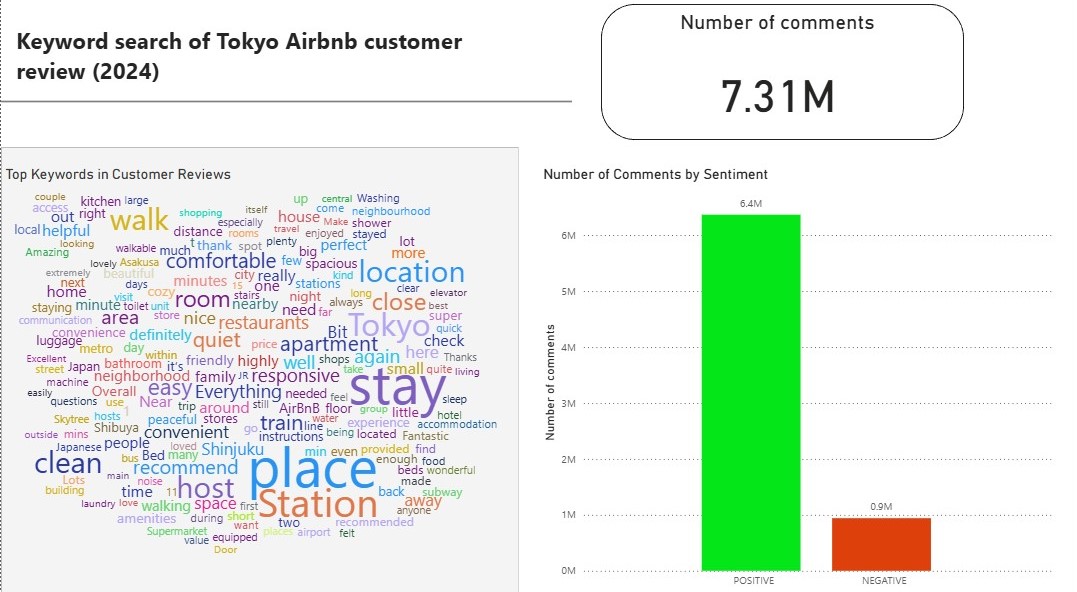 Keyword search of Tokyo Airbnb customer
review (2024)
Number of comments
7.31M
Top Keywords in Customer Reviews
couple kitchen large up central Washing
access out right shopping itself house come neighbourhood
local helpful walk distance especially rooms travel Make shower
looking enjoyed stayed
Amazing walkable much t thank spot plenty big perfect lot more
lovely Asakusa comfortable few spacious
extremely beautiful minutes city really kind location
next days 15 one stations clear elevator
home visit cozy room stairs night long close best
staying minute toilet unit nearby need far always super
communication area store nice restaurants Tokyo quick
convenience definitely quiet Bit check
luggage metro day price apartment here
Excellent within friendly highly well shops again Thanks
street Japan bathroom it's take small quite living
machine neighborhood family JR responsive stay
easily Overall easy Everything needed feel sleep
questions use Near trip around still AirBnB floor group little hotel
Skytree hosts 1 peaceful stores train line water experience accommodation
outside mins Shibuya convenient go instructions being located Fantastic
Japanese people loved Shinjuku min even provided find
clean bus Bed many place enough food
Lots main recommend beds wonderful
building time noise 11 host Station made back subway
laundry love walking space first away anyone
amenities during short two recommended
Supermarket want places airport felt
value equipped
Door
Number of Comments by Sentiment
Number of comments
6M
5M
4M
3M
2M
1M
0M
6.4M
0.9M
POSITIVE
NEGATIVE